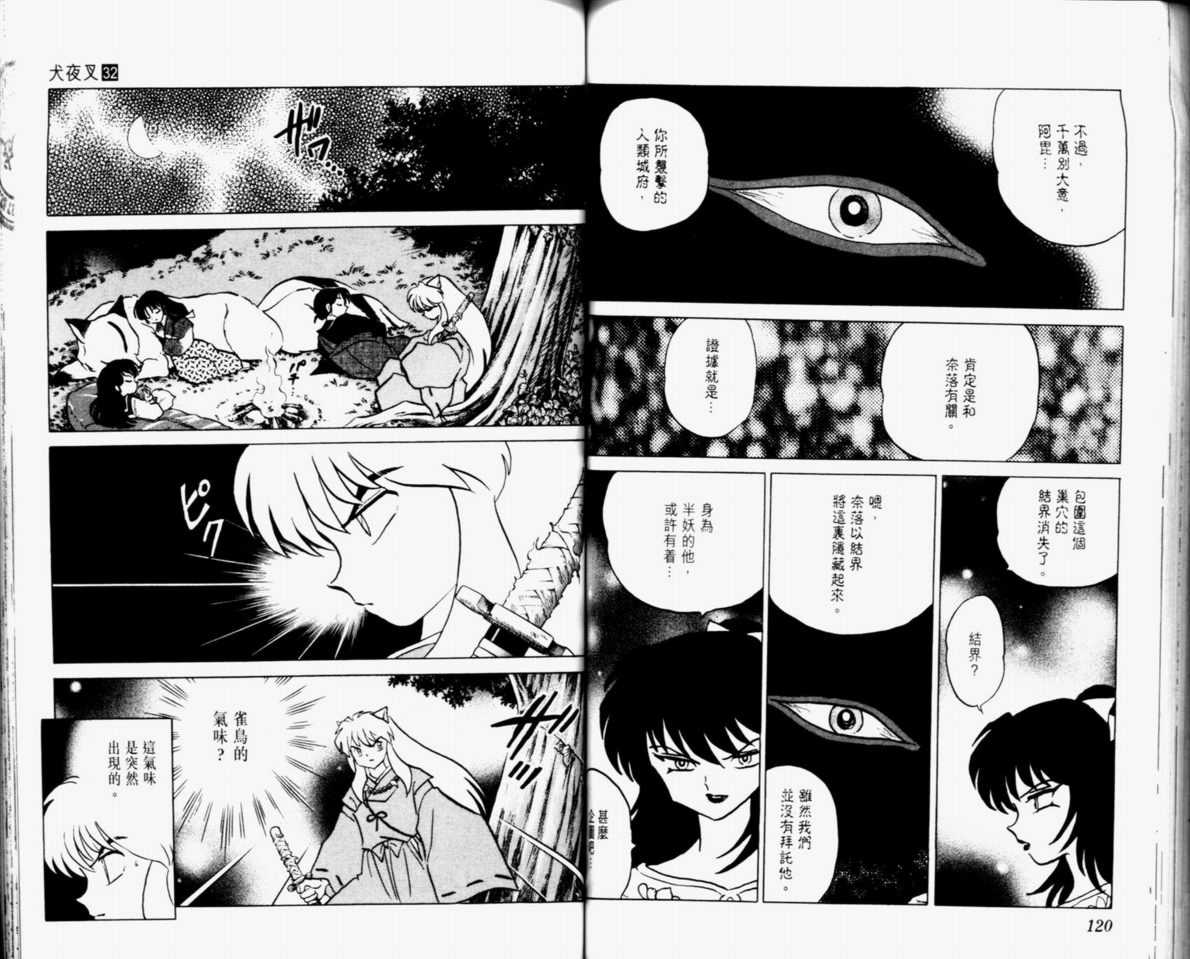 不過，
千萬別大意，
阿毘…
你所襲擊的
人類城府，
肯定是和
奈落有關。
證據就是…
包圍這個
巢穴的
結界消失了。
結界？
嗯，
奈落以結界
將這裏隱藏起來。
雖然我們
並沒有拜託他。
身為
半妖的他，
或許有着…
甚麼
120
犬夜叉32
ザワ…
パチ
ピク
雀鳥的
氣味？
ザッ
這氣味
是突然
出現的。